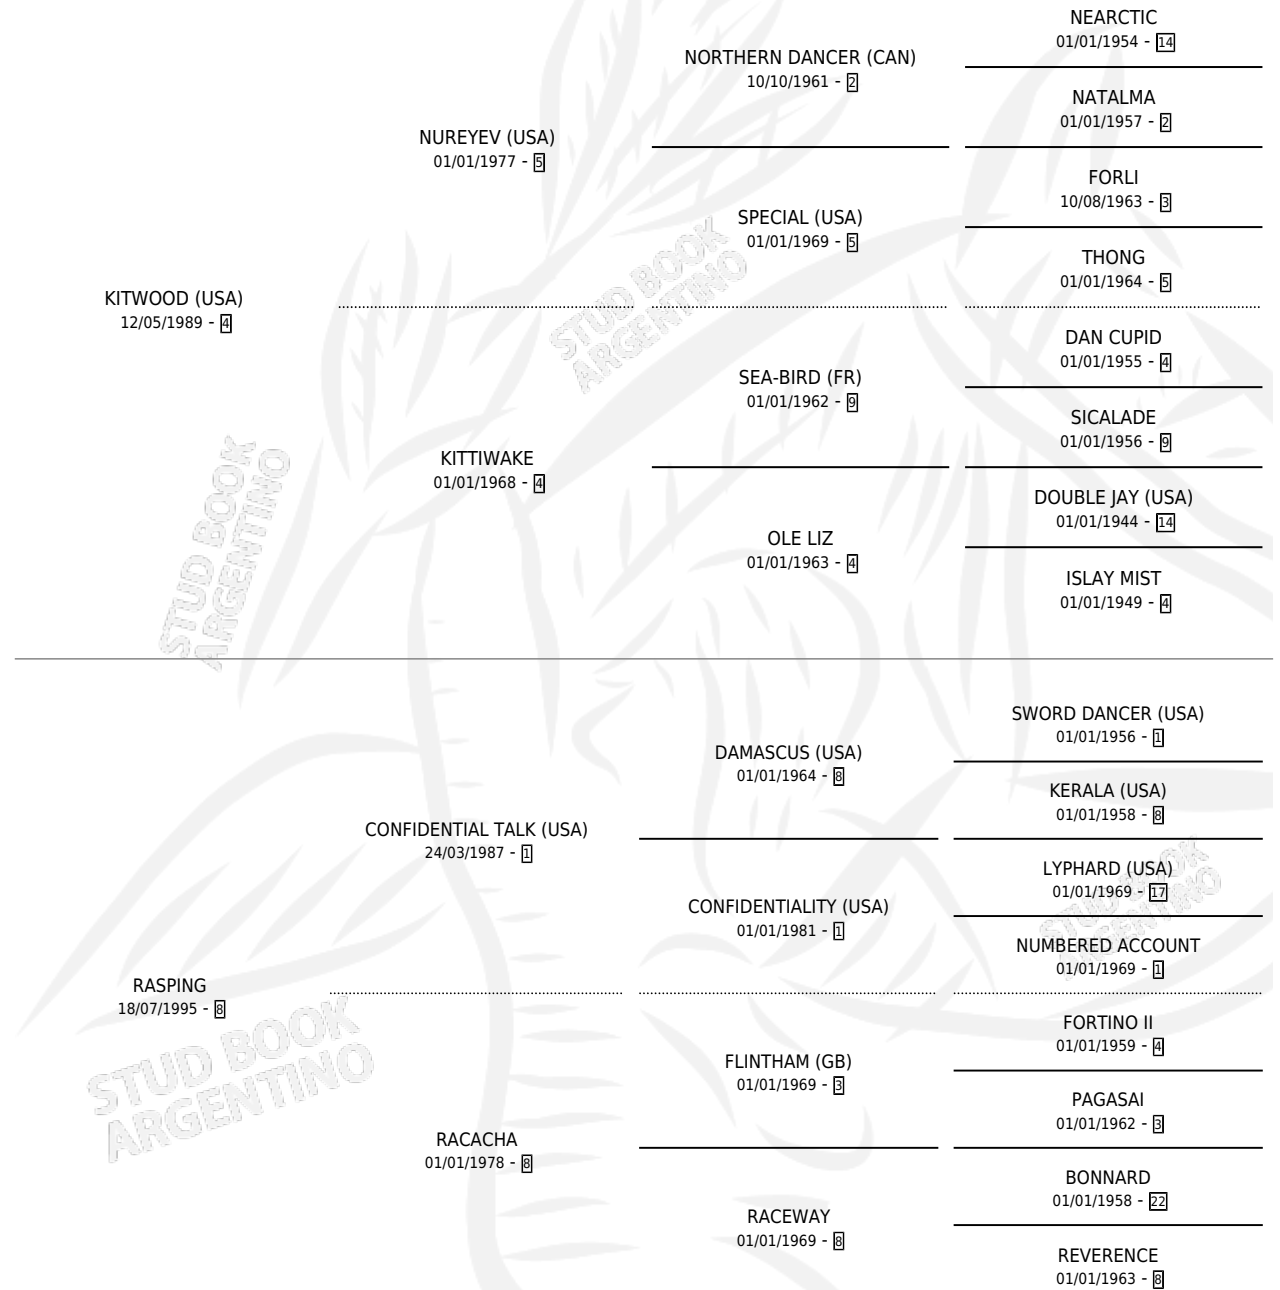 NEARCTIC
01/01/1954 - 14
NORTHERN DANCER (CAN)
10/10/1961 - 2
NATALMA
01/01/1957 - 2
NUREYEV (USA)
01/01/1977 - 5
FORLI
10/08/1963 - 3
SPECIAL (USA)
01/01/1969 - 5
THONG
01/01/1964 - 5
KITWOOD (USA)
12/05/1989 - 4
STUD BOOK
ARGENTINO
DAN CUPID
01/01/1955 - 4
SEA-BIRD (FR)
01/01/1962 - 9
SICALADE
01/01/1956 - 9
KITTIWAKE
01/01/1968 - 4
DOUBLE JAY (USA)
01/01/1944 - 14
OLE LIZ
01/01/1963 - 4
ISLAY MIST
01/01/1949 - 4
STUD BOOK
ARGENTINO
SWORD DANCER (USA)
01/01/1956 - 1
DAMASCUS (USA)
01/01/1964 - 8
KERALA (USA)
01/01/1958 - 8
CONFIDENTIAL TALK (USA)
24/03/1987 - 1
LYPHARD (USA)
01/01/1969 - 17
CONFIDENTIALITY (USA)
01/01/1981 - 1
NUMBERED ACCOUNT
01/01/1969 - 1
STUD BOOK
ARGENTINO
RASPING
18/07/1995 - 8
FORTINO II
01/01/1959 - 4
FLINTHAM (GB)
01/01/1969 - 3
PAGASAI
01/01/1962 - 3
STUD BOOK
ARGENTINO
RACACHA
01/01/1978 - 8
BONNARD
01/01/1958 - 22
RACEWAY
01/01/1969 - 8
REVERENCE
01/01/1963 - 8